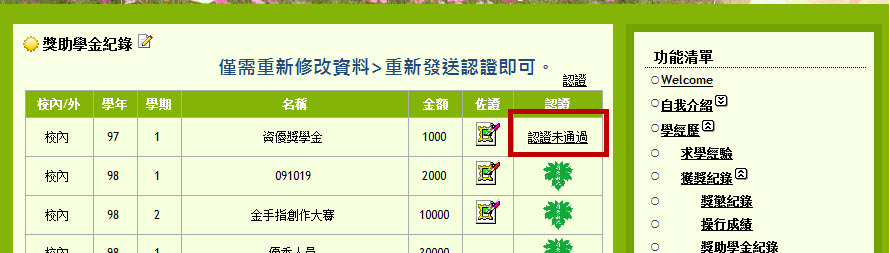 獎助學金紀錄
僅需重新修改資料>重新發送認證即可。
認證
校內/外 學年 學期 名稱 金額 佐證 認證
校內 97 1 資優獎學金 1000 認證未通過
校內 98 1 091019 2000
校內 98 2 金手指創作大賽 10000
校內 98 1 優秀人員 20000
功能清單
Welcome
自我介紹
學經歷
求學經驗
獲獎紀錄
獎懲紀錄
操行成績
獎助學金紀錄